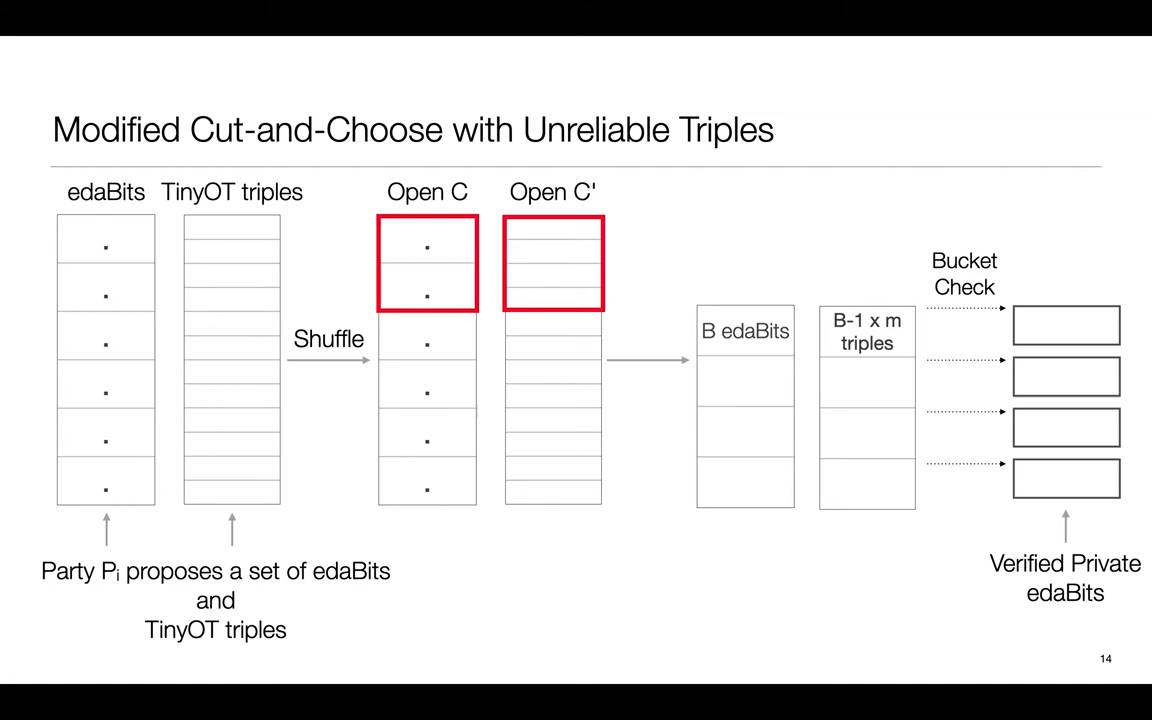 Modified Cut-and-Choose with Unreliable Triples
edaBits
TinyOT triples
Open C
Open C'
Shuffle
B edaBits
B-1 x m
triples
Bucket
Check
Party Pi proposes a set of edaBits
and
TinyOT triples
Verified Private
edaBits
14